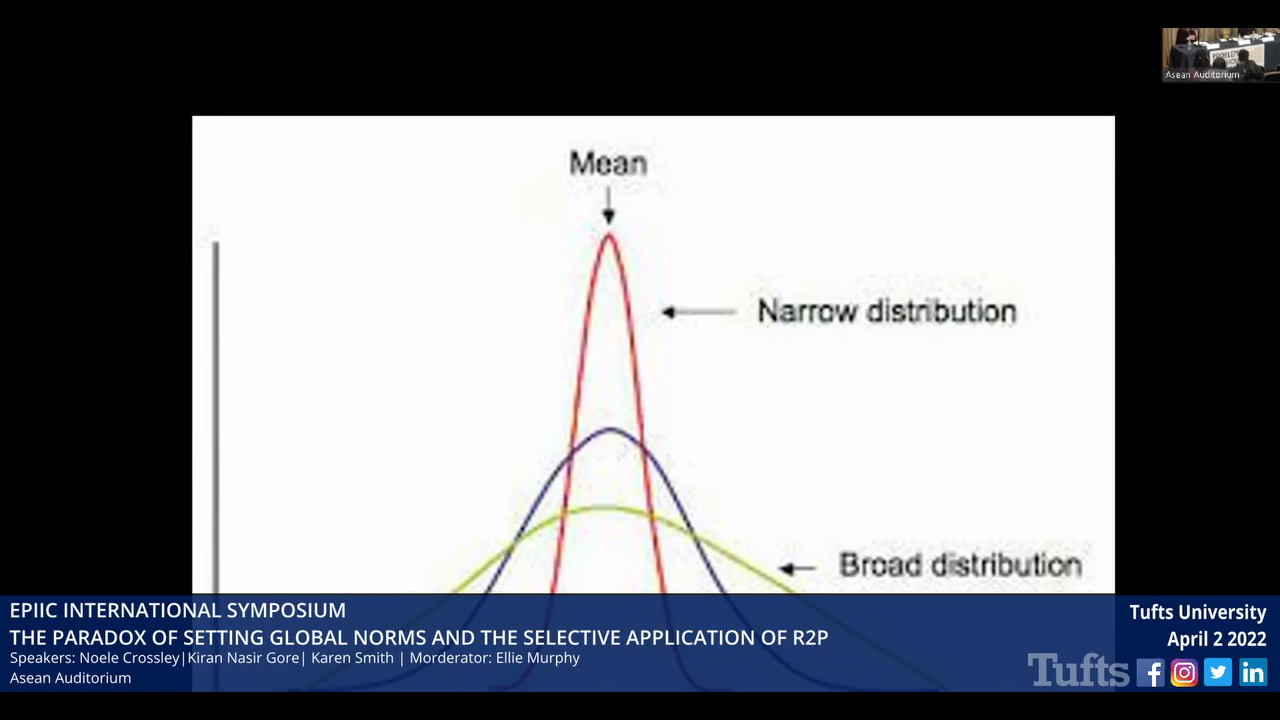 Asean Auditorium
Mean
Narrow distribution
Broad distribution
EPIIC INTERNATIONAL SYMPOSIUM
THE PARADOX OF SETTING GLOBAL NORMS AND THE SELECTIVE APPLICATION OF R2P
Speakers: Noele Crossley|Kiran Nasir Gore| Karen Smith | Morderator: Ellie Murphy
Asean Auditorium
Tufts University
April 2 2022
Tufts